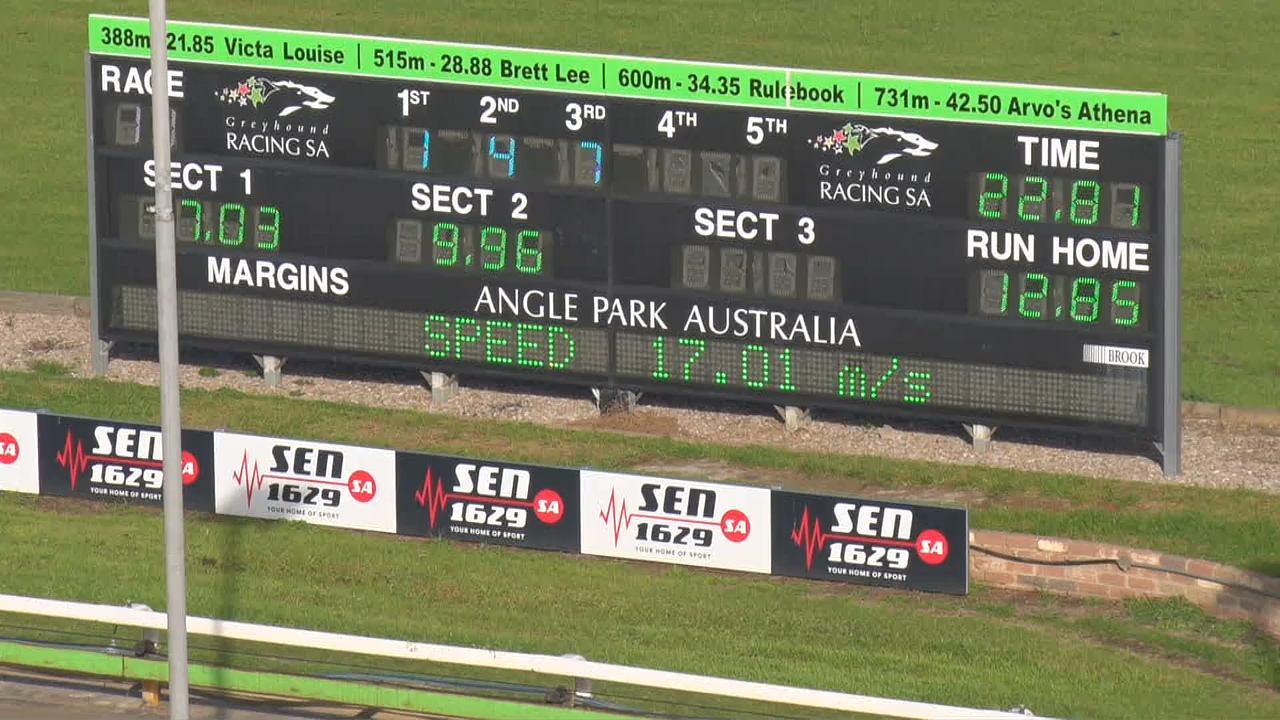 388m 21.85 Victa Louise | 515m - 28.88 Brett Lee | 600m - 34.35 Rulebook | 731m - 42.50 Arvo's Athena
RACE
Greyhound
RACING SA
1ST 2ND 3RD 4TH 5TH
1 4 7
Greyhound
RACING SA
TIME
22.81
SECT 1
7.03
SECT 2
9.96
SECT 3
RUN HOME
12.85
MARGINS
ANGLE PARK AUSTRALIA
SPEED 17.01 m/s
BROOK
SA
SEN
1629 SA
YOUR HOME OF SPORT
SEN
1629 SA
YOUR HOME OF SPORT
SEN
1629 SA
YOUR HOME OF SPORT
SEN
1629 SA
YOUR HOME OF SPORT
SEN
1629 SA
YOUR HOME OF SPORT